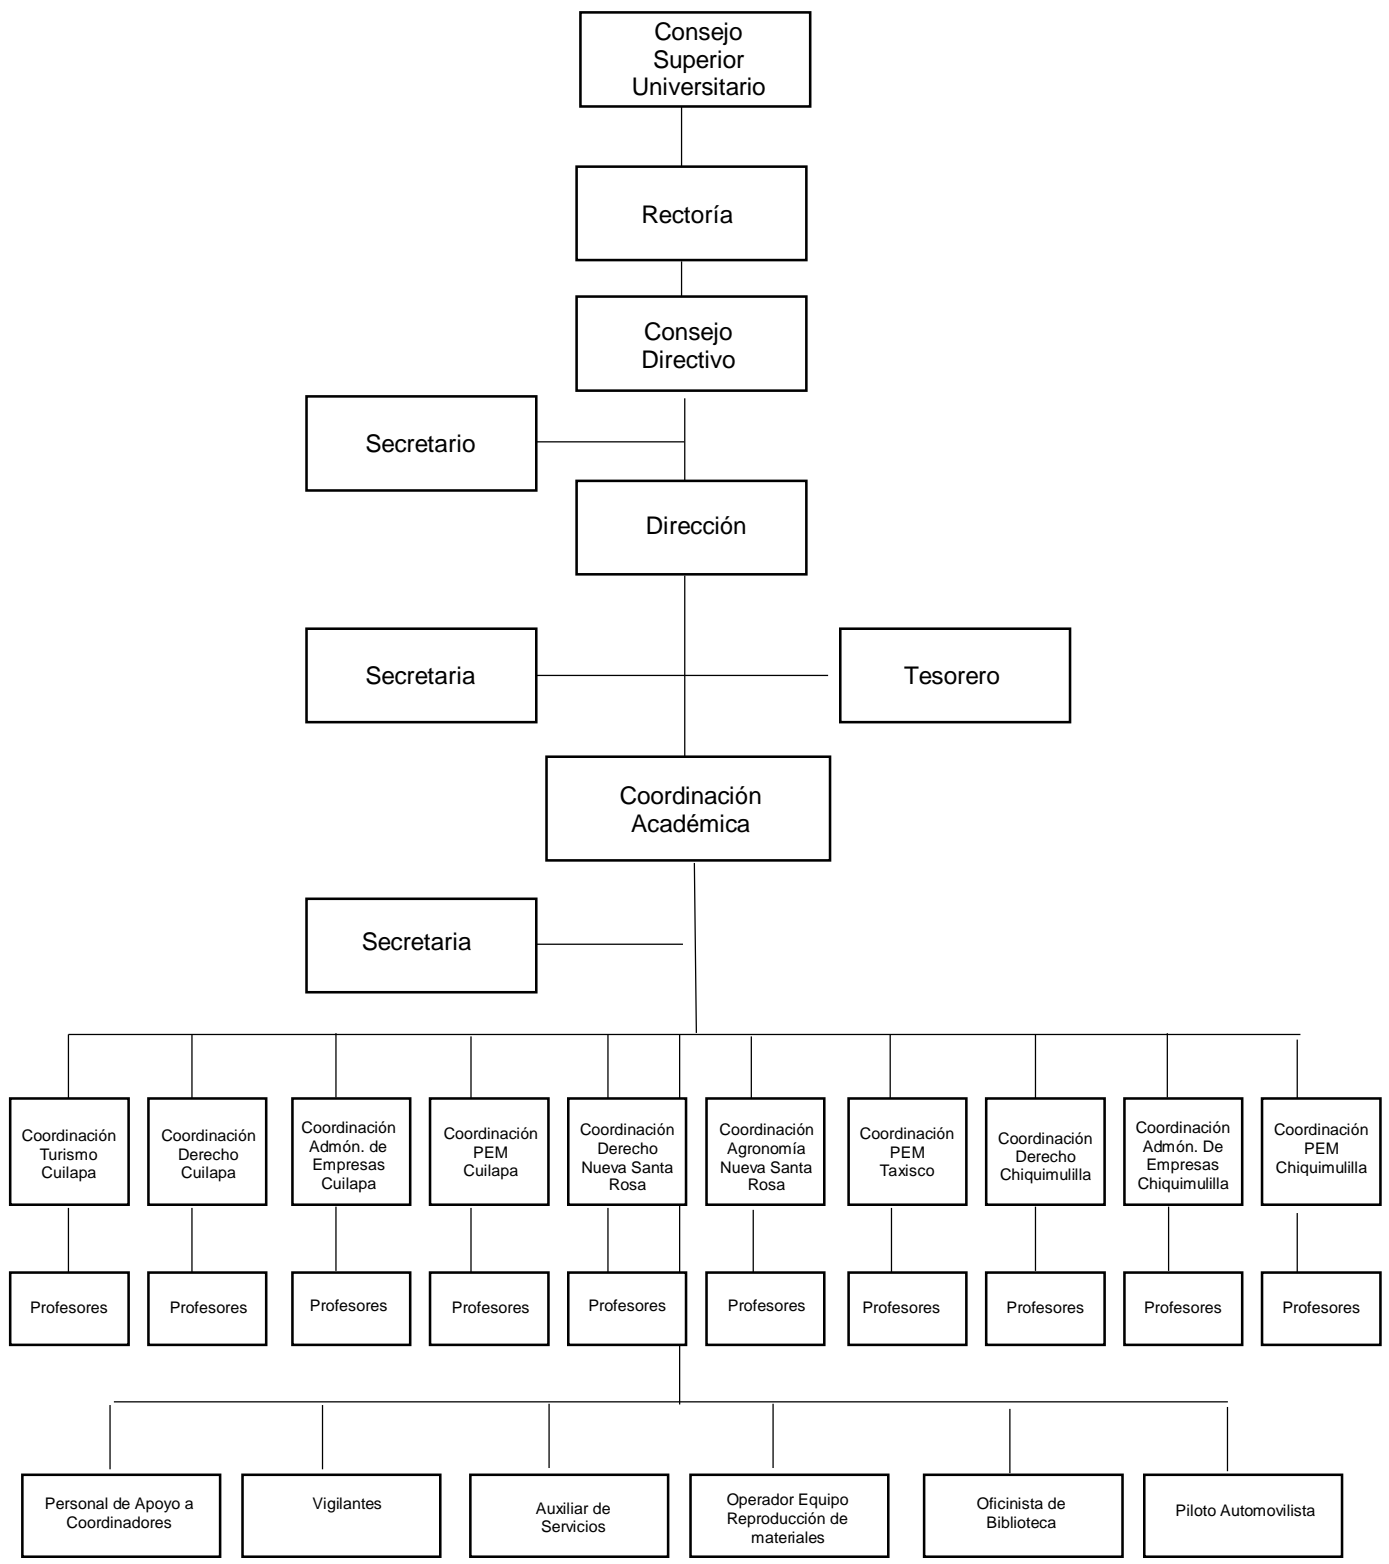 Consejo
Superior
Universitario
Rectoría
Consejo
Directivo
Secretario
Dirección
Secretaria
Tesorero
Coordinación
Académica
Secretaria
Coordinación
Turismo
Cuilapa
Coordinación
Derecho
Cuilapa
Coordinación
Admón. de
Empresas
Cuilapa
Coordinación
PEM
Cuilapa
Coordinación
Derecho
Nueva Santa
Rosa
Coordinación
Agronomía
Nueva Santa
Rosa
Coordinación
PEM
Taxisco
Coordinación
Derecho
Chiquimulilla
Coordinación
Admón. De
Empresas
Chiquimulilla
Coordinación
PEM
Chiquimulilla
Profesores
Profesores
Profesores
Profesores
Profesores
Profesores
Profesores
Profesores
Profesores
Profesores
Personal de Apoyo a
Coordinadores
Vigilantes
Auxiliar de
Servicios
Operador Equipo
Reproducción de
materiales
Oficinista de
Biblioteca
Piloto Automovilista